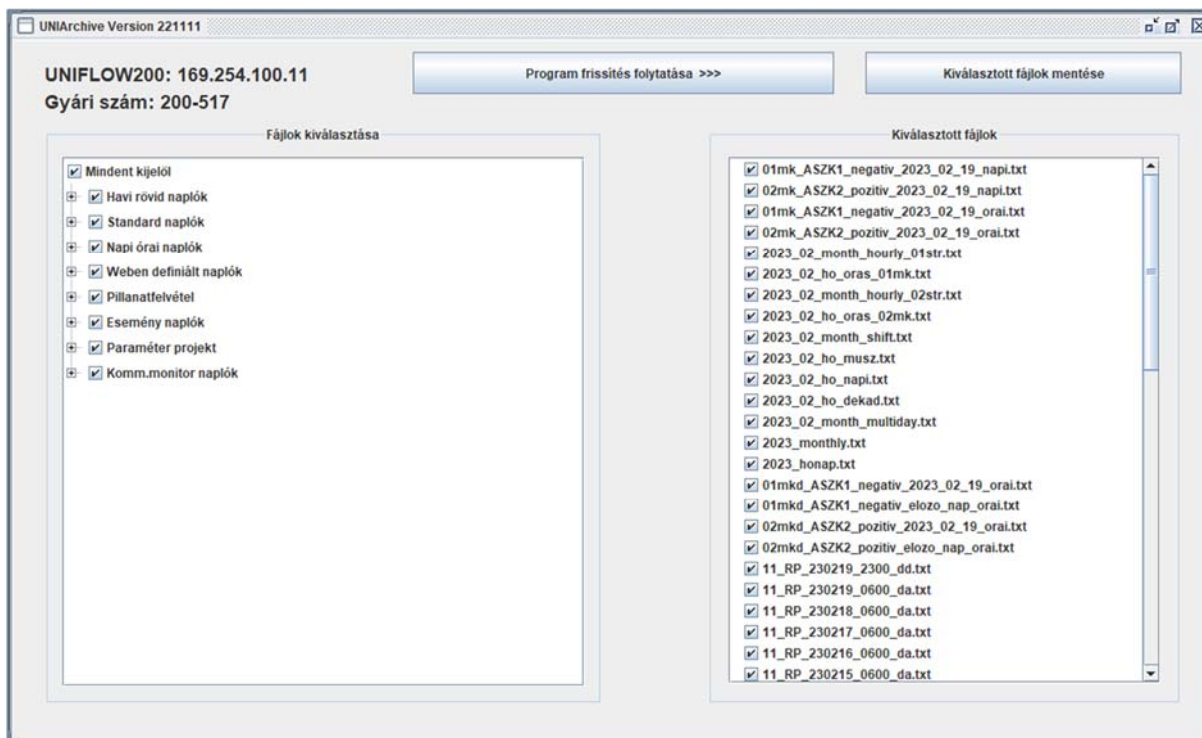 UNIArchive Version 221111
UNIFLOW200: 169.254.100.11
Gyári szám: 200-517
Program frissités folytatása >>>
Kiválasztott fájlok mentése
Fájlok kiválasztása
Mindent kijelöl
Havi rövid naplók
Standard naplók
Napi órai naplók
Weben definiált naplók
Pillanatfelvétel
Esemény naplók
Paraméter projekt
Komm.monitor naplók
Kiválasztott fájlok
01mk_ASZK1_negativ_2023_02_19_napi.txt
02mk_ASZK2_pozitiv_2023_02_19_napi.txt
01mk_ASZK1_negativ_2023_02_19_orai.txt
02mk_ASZK2_pozitiv_2023_02_19_orai.txt
2023_02_month_hourly_01str.txt
2023_02_ho_oras_01mk.txt
2023_02_month_hourly_02str.txt
2023_02_ho_oras_02mk.txt
2023_02_month_shift.txt
2023_02_ho_musz.txt
2023_02_ho_napi.txt
2023_02_ho_dekad.txt
2023_02_month_multiday.txt
2023_monthly.txt
2023_honap.txt
01mkd_ASZK1_negativ_2023_02_19_orai.txt
01mkd_ASZK1_negativ_elozo_nap_orai.txt
02mkd_ASZK2_pozitiv_2023_02_19_orai.txt
02mkd_ASZK2_pozitiv_elozo_nap_orai.txt
11_RP_230219_2300_dd.txt
11_RP_230219_0600_da.txt
11_RP_230218_0600_da.txt
11_RP_230217_0600_da.txt
11_RP_230216_0600_da.txt
11_RP_230215_0600_da.txt